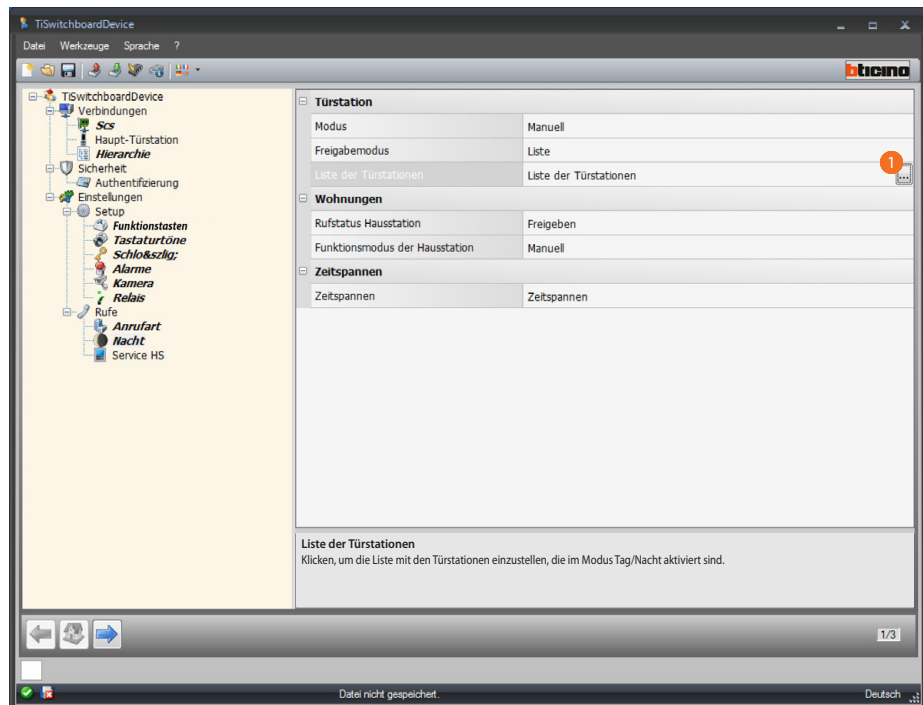 TiSwitchboardDevice
Datei Werkzeuge Sprache ?
bticino
TiSwitchboardDevice
Verbindungen
Scs
Haupt-Türstation
Hierarchie
Sicherheit
Authentifizierung
Einstellungen
Setup
Funktionstasten
Tastaturtöne
Schlo&szlig;
Alarme
Kamera
Relais
Rufe
Anrufart
Nacht
Service HS
Türstation
Modus Manuell
Freigabemodus Liste
1
Liste der Türstationen Liste der Türstationen ...
Wohnungen
Rufstatus Hausstation Freigeben
Funktionsmodus der Hausstation Manuell
Zeitspannen
Zeitspannen Zeitspannen
Liste der Türstationen
Klicken, um die Liste mit den Türstationen einzustellen, die im Modus Tag/Nacht aktiviert sind.
1/3
Datei nicht gespeichert. Deutsch